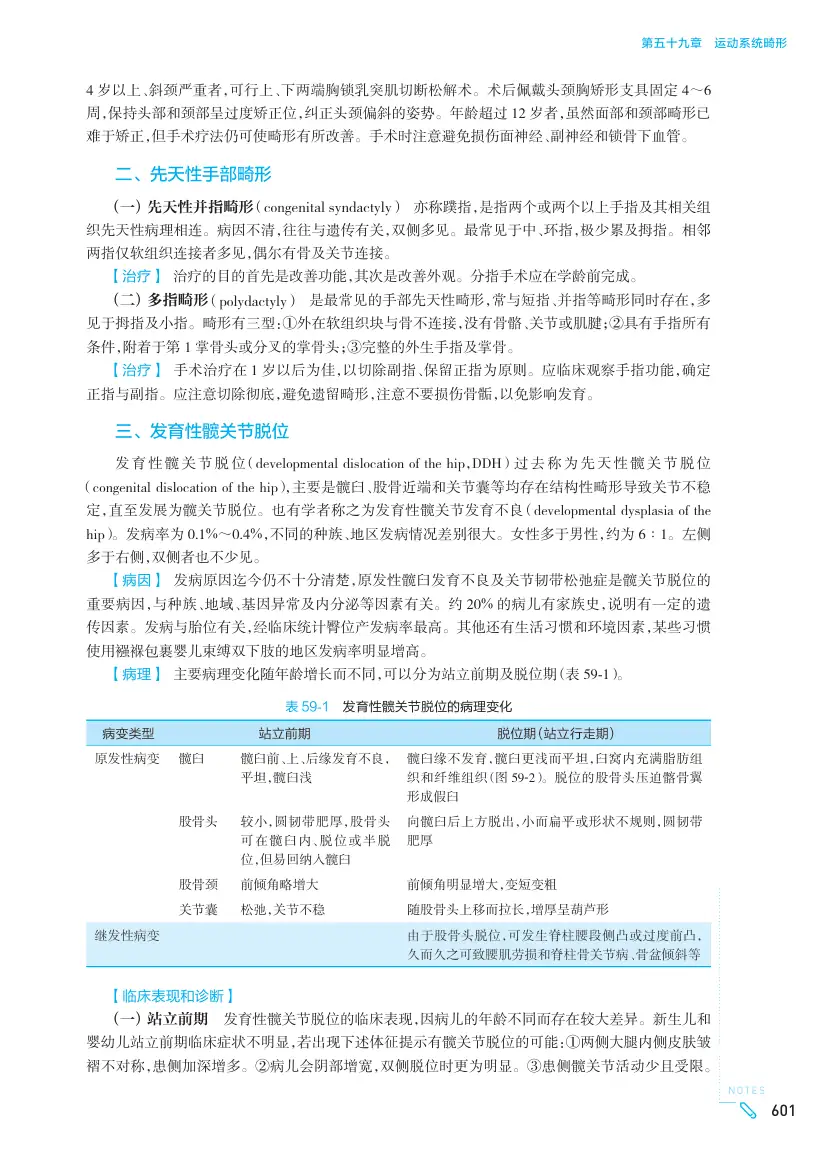 第五十九章 运动系统畸形
4 岁以上、斜颈严重者,可行上、下两端胸锁乳突肌切断松解术。术后佩戴头颈胸矫形支具固定 4~6
周,保持头部和颈部呈过度矫正位,纠正头颈偏斜的姿势。年龄超过 12 岁者,虽然面部和颈部畸形已
难于矫正,但手术疗法仍可使畸形有所改善。手术时注意避免损伤面神经、副神经和锁骨下血管。
二、先天性手部畸形
(一)先天性并指畸形(congenital syndactyly) 亦称蹼指,是指两个或两个以上手指及其相关组
织先天性病理相连。病因不清,往往与遗传有关,双侧多见。最常见于中、环指,极少累及拇指。相邻
两指仅软组织连接者多见,偶尔有骨及关节连接。
【治疗】 治疗的目的首先是改善功能,其次是改善外观。分指手术应在学龄前完成。
(二)多指畸形(polydactyly) 是最常见的手部先天性畸形,常与短指、并指等畸形同时存在,多
见于拇指及小指。畸形有三型:①外在软组织块与骨不连接,没有骨骼、关节或肌腱;②具有手指所有
条件,附着于第 1 掌骨头或分叉的掌骨头;③完整的外生手指及掌骨。
【治疗】 手术治疗在 1 岁以后为佳,以切除副指、保留正指为原则。应临床观察手指功能,确定
正指与副指。应注意切除彻底,避免遗留畸形,注意不要损伤骨骺,以免影响发育。
三、发育性髋关节脱位
发育性髋关节脱位(developmental dislocation of the hip,DDH)过去称为先天性髋关节脱位
(congenital dislocation of the hip),主要是髋臼、股骨近端和关节囊等均存在结构性畸形导致关节不稳
定,直至发展为髋关节脱位。也有学者称之为发育性髋关节发育不良(developmental dysplasia of the
hip)。发病率为 0.1%~0.4%,不同的种族、地区发病情况差别很大。女性多于男性,约为 6∶1。左侧
多于右侧,双侧者也不少见。
【病因】 发病原因迄今仍不十分清楚,原发性髋臼发育不良及关节韧带松弛症是髋关节脱位的
重要病因,与种族、地域、基因异常及内分泌等因素有关。约 20% 的病儿有家族史,说明有一定的遗
传因素。发病与胎位有关,经临床统计臀位产发病率最高。其他还有生活习惯和环境因素,某些习惯
使用襁褓包裹婴儿束缚双下肢的地区发病率明显增高。
【病理】 主要病理变化随年龄增长而不同,可以分为站立前期及脱位期(表 59-1)。
表 59-1 发育性髋关节脱位的病理变化
病变类型 站立前期 脱位期(站立行走期)
原发性病变 髋臼 髋臼前、上、后缘发育不良, 髋臼缘不发育,髋臼更浅而平坦,臼窝内充满脂肪组
平坦,髋臼浅 织和纤维组织(图 59-2)。脱位的股骨头压迫髂骨翼
形成假臼
股骨头 较小,圆韧带肥厚,股骨头 向髋臼后上方脱出,小而扁平或形状不规则,圆韧带
可在髋臼内、脱位或半脱 肥厚
位,但易回纳入髋臼
股骨颈 前倾角略增大 前倾角明显增大,变短变粗
关节囊 松弛,关节不稳 随股骨头上移而拉长,增厚呈葫芦形
继发性病变 由于股骨头脱位,可发生脊柱腰段侧凸或过度前凸,
久而久之可致腰肌劳损和脊柱骨关节病、骨盆倾斜等
【临床表现和诊断】
(一)站立前期 发育性髋关节脱位的临床表现,因病儿的年龄不同而存在较大差异。新生儿和
婴幼儿站立前期临床症状不明显,若出现下述体征提示有髋关节脱位的可能:①两侧大腿内侧皮肤皱
褶不对称,患侧加深增多。②病儿会阴部增宽,双侧脱位时更为明显。③患侧髋关节活动少且受限。
NOTES
601